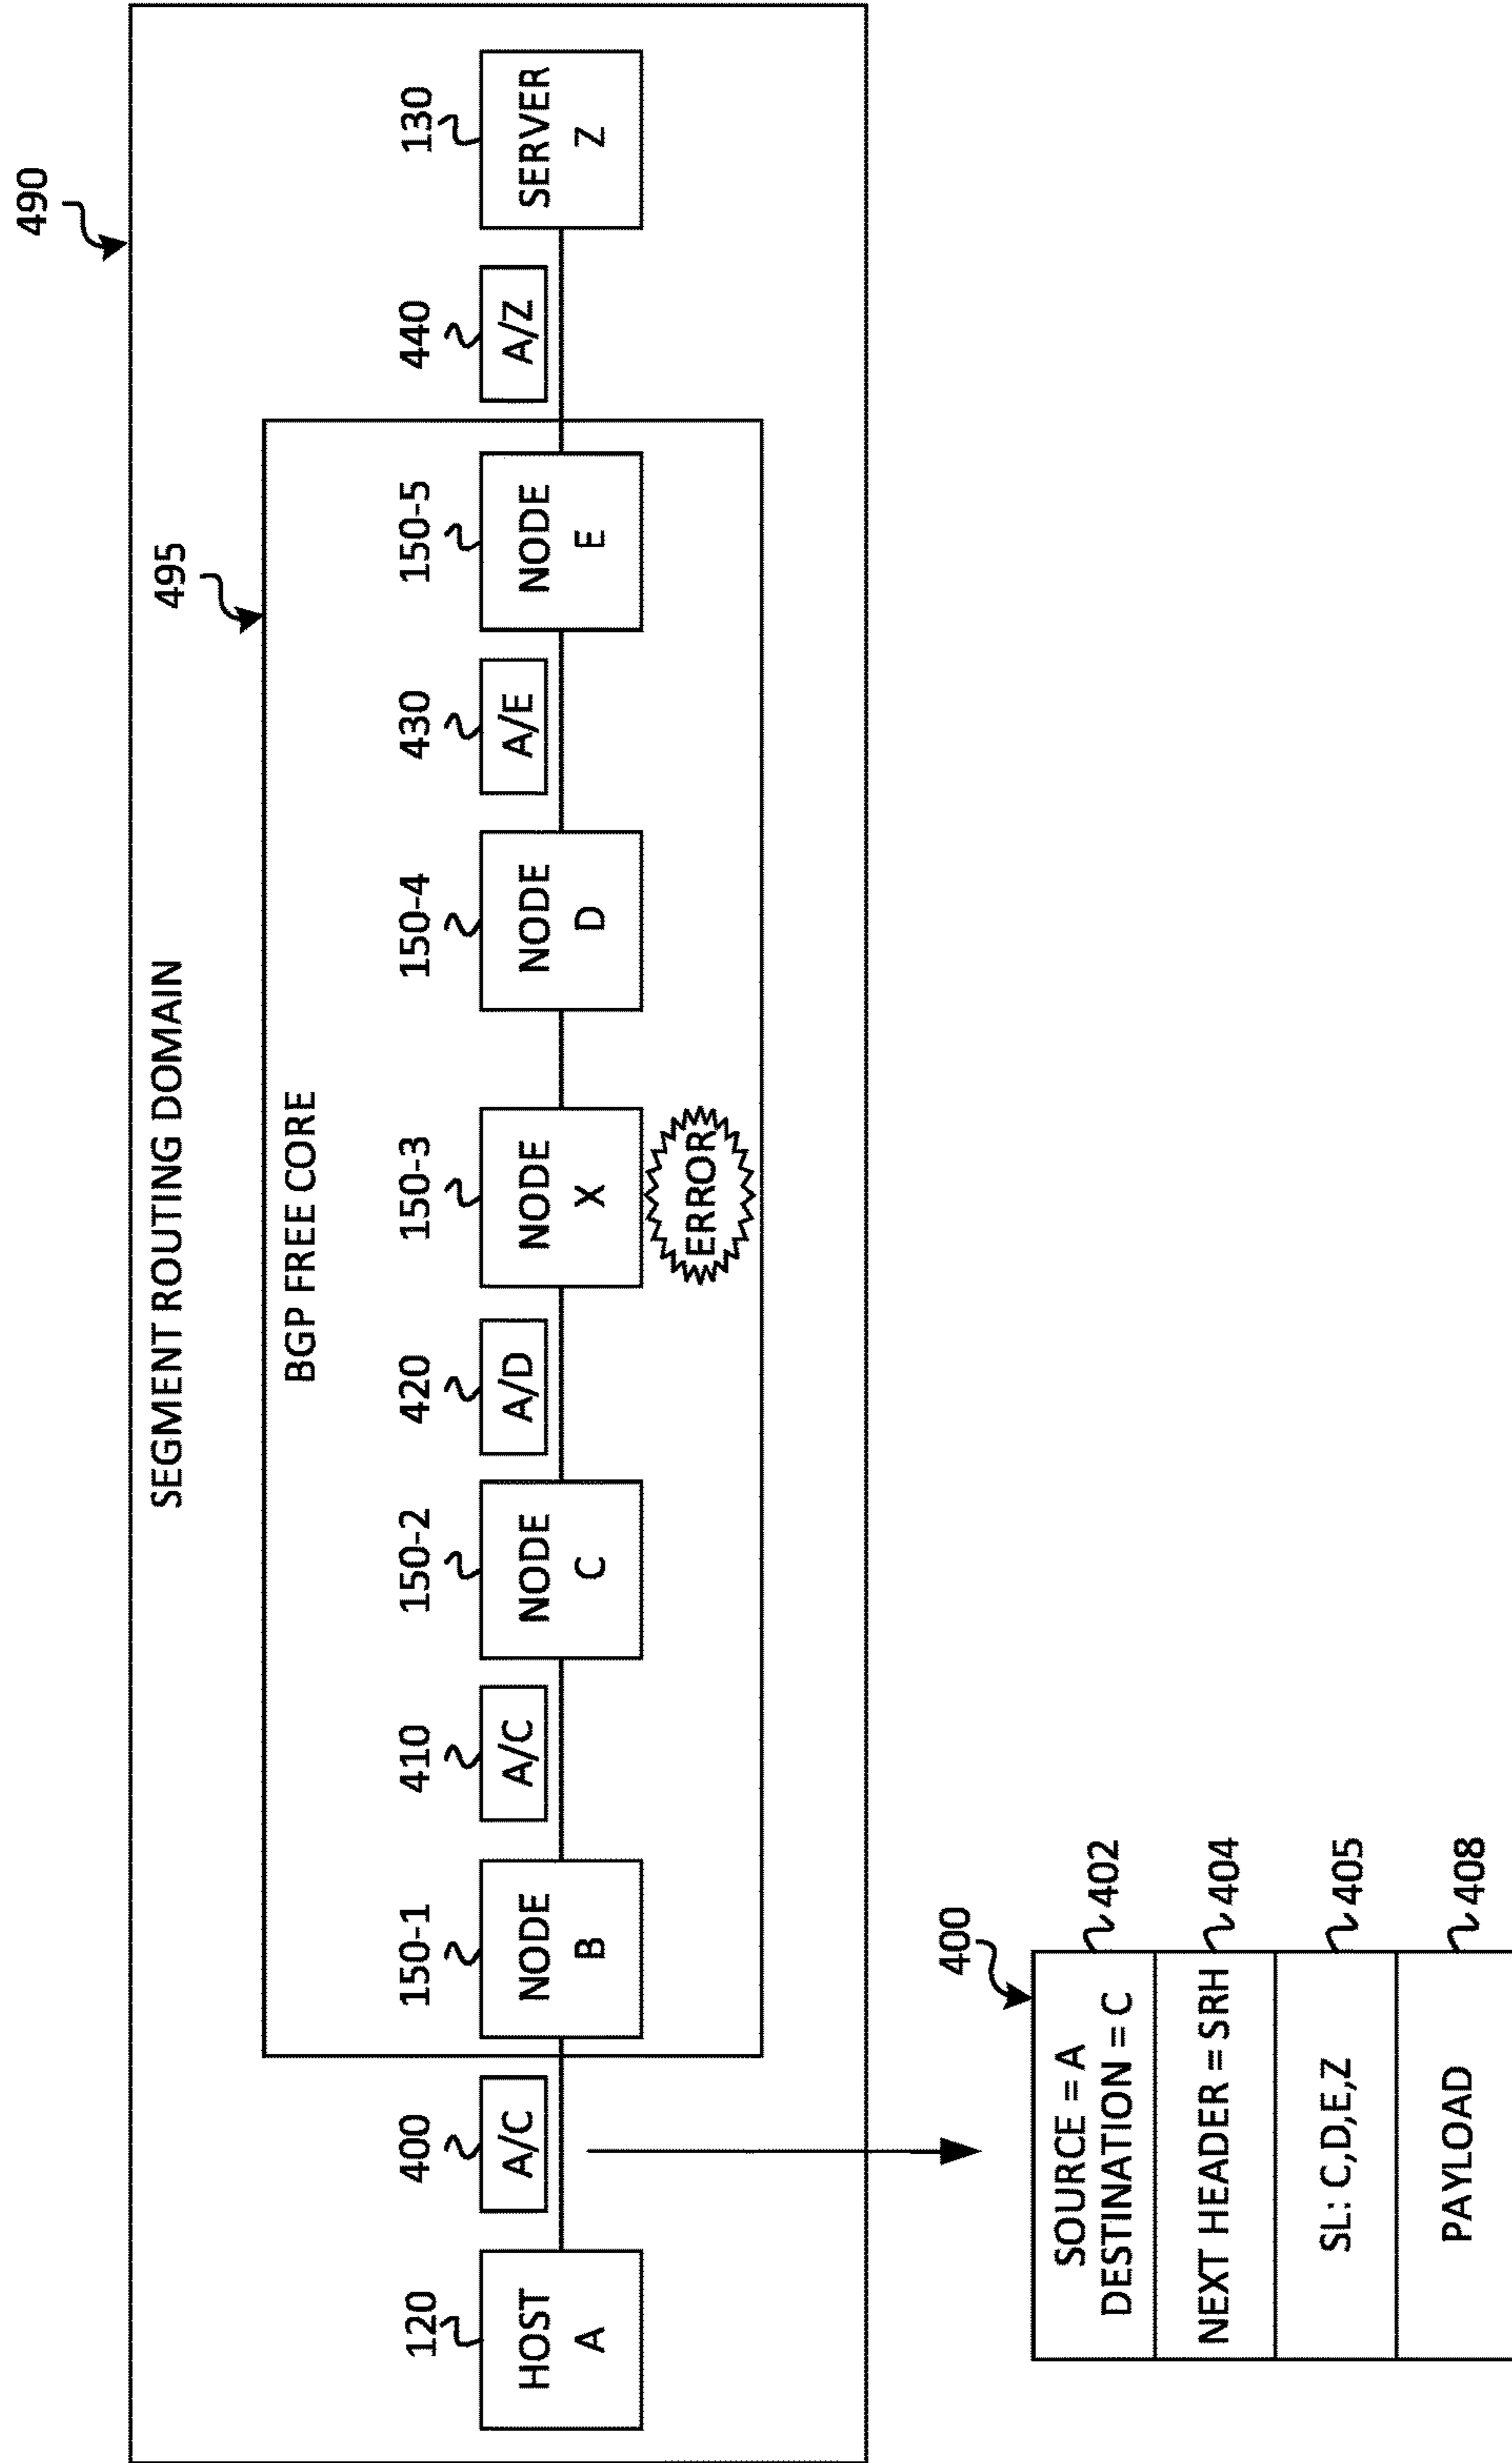 490
SEGMENT ROUTING DOMAIN
495
BGP FREE CORE
120
400
150-1
410
150-2
420
150-3
150-4
430
150-5
440
130
HOST
A
A/C
NODE
B
A/C
NODE
C
A/D
NODE
X
NODE
D
A/E
NODE
E
A/Z
SERVER
Z
ERROR
400
SOURCE = A
DESTINATION = C
402
NEXT HEADER = SRH
404
SL: C,D,E,Z
405
PAYLOAD
408